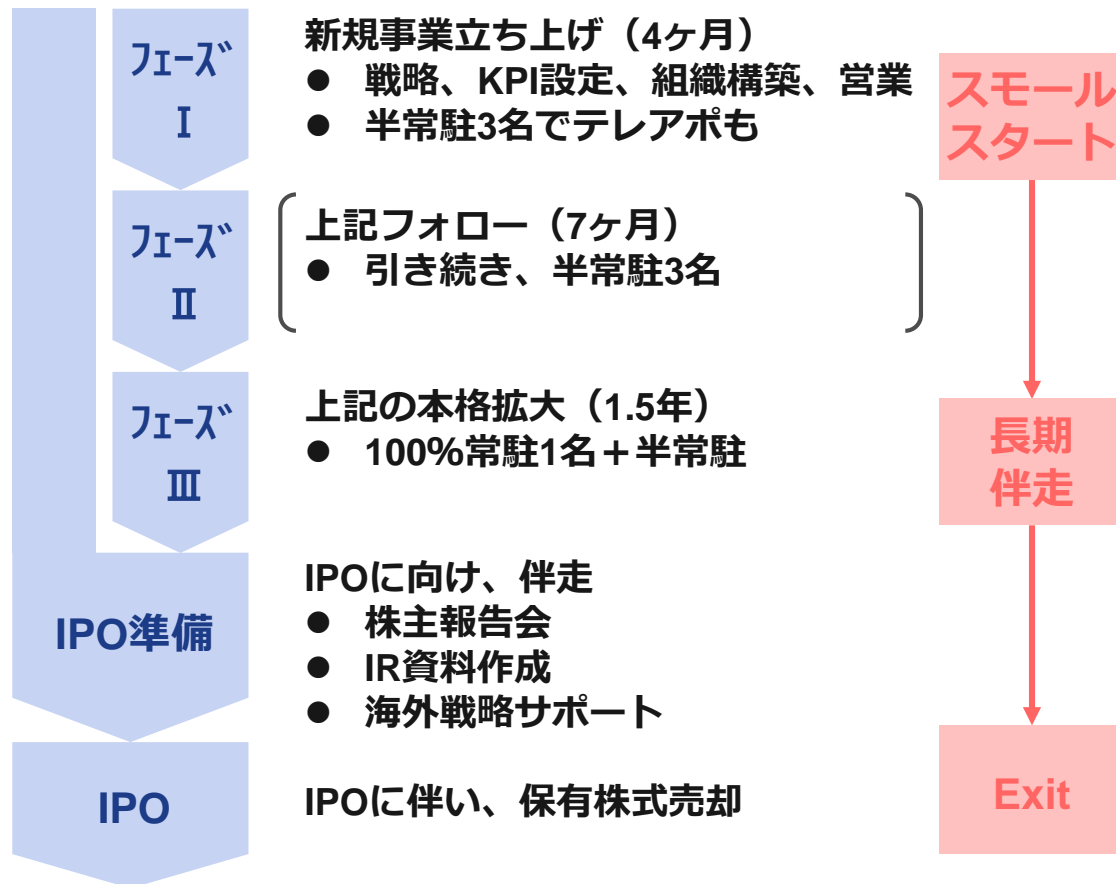 ﾌｪｰｽﾞ
Ⅰ
新規事業立ち上げ（4ヶ月）
● 戦略、KPI設定、組織構築、営業
● 半常駐3名でテレアポも
スモール
スタート
ﾌｪｰｽﾞ
Ⅱ
上記フォロー（7ヶ月）
● 引き続き、半常駐3名
ﾌｪｰｽﾞ
Ⅲ
上記の本格拡大（1.5年）
● 100%常駐1名＋半常駐
長期
伴走
IPO準備
IPOに向け、伴走
● 株主報告会
● IR資料作成
● 海外戦略サポート
IPO
IPOに伴い、保有株式売却
Exit